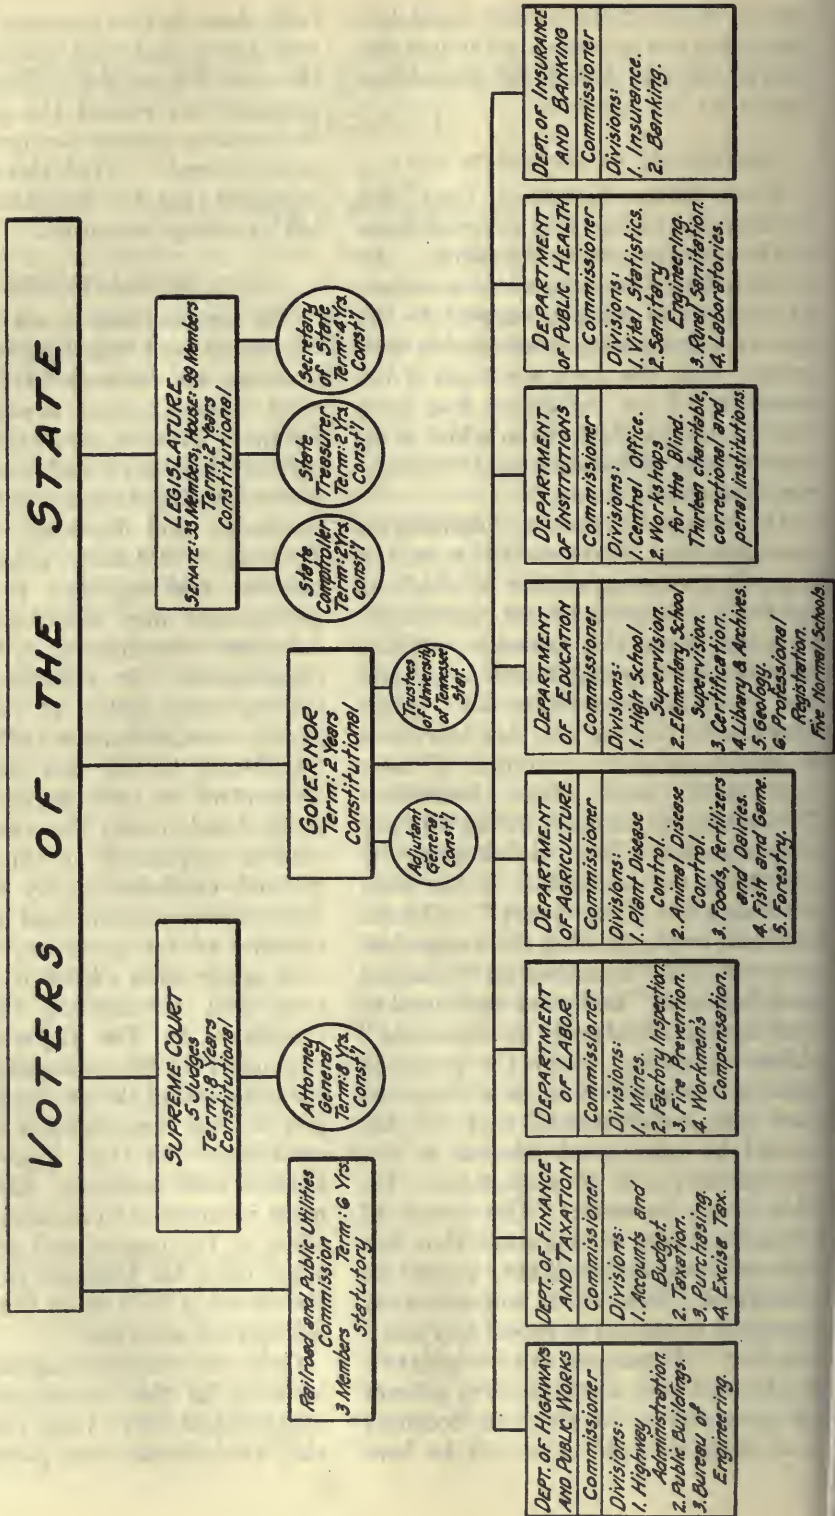 VOTERS OF THE STATE
Railroad and Public Utilities
Commission
3 Members Term: 6 Yrs.
Statutory
SUPREME COURT
5 Judges
Term: 8 Years
Constitutional
Attorney
General
Term: 8 Yrs.
Const'l
GOVERNOR
Term: 2 Years
Constitutional
Adjutant
General
Const'l
Trustees
of University
of Tennessee
Stat.
LEGISLATURE
SENATE: 33 Members, HOUSE: 99 Members
Term: 2 Years
Constitutional
State
Comptroller
Term: 2 Yrs.
Const'l
State
Treasurer
Term: 2 Yrs.
Const'l
Secretary
of State
Term: 4 Yrs.
Const'l
DEPT. OF HIGHWAYS
AND PUBLIC WORKS
Commissioner
Divisions:
1. Highway
Administration.
2. Public Buildings.
3. Bureau of
Engineering.
DEPT. OF FINANCE
AND TAXATION
Commissioner
Divisions:
1. Accounts and
Budget.
2. Taxation.
3. Purchasing.
4. Excise Tax.
DEPARTMENT
OF LABOR
Commissioner
Divisions:
1. Mines.
2. Factory Inspection.
3. Fire Prevention.
4. Workmen's
Compensation.
DEPARTMENT
OF AGRICULTURE
Commissioner
Divisions:
1. Plant Disease
Control.
2. Animal Disease
Control.
3. Foods, Fertilizers
and Dairies.
4. Fish and Game.
5. Forestry.
DEPARTMENT
OF EDUCATION
Commissioner
Divisions:
1. High School
Supervision.
2. Elementary School
Supervision.
3. Certification.
4. Library & Archives.
5. Geology.
6. Professional
Registration.
Five Normal Schools.
DEPARTMENT
OF INSTITUTIONS
Commissioner
Divisions:
1. Central Office.
2. Workshops
for the Blind.
Thirteen charitable,
correctional and
penal institutions.
DEPARTMENT
OF PUBLIC HEALTH
Commissioner
Divisions:
1. Vital Statistics.
2. Sanitary
Engineering.
3. Rural Sanitation.
4. Laboratories.
DEPT. OF INSURANCE
AND BANKING
Commissioner
Divisions:
1. Insurance.
2. Banking.